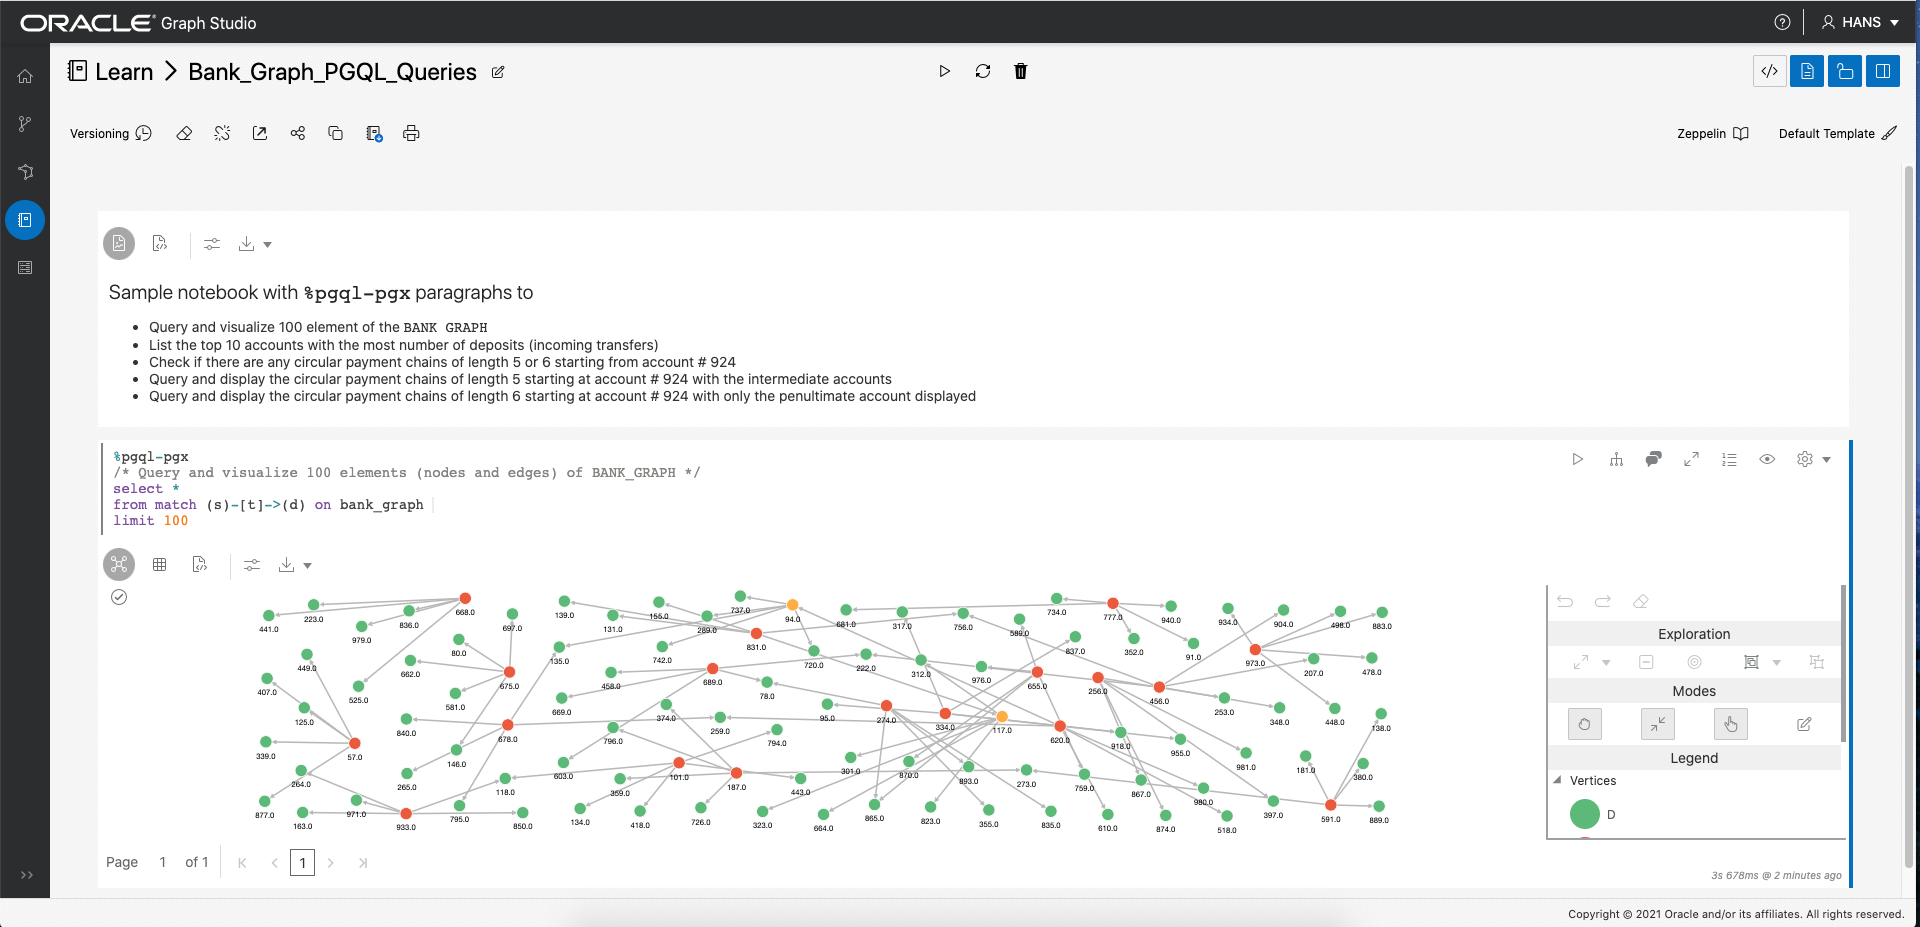 ORACLE Graph Studio
HANS
Learn > Bank_Graph_PGQL_Queries
Versioning
Zeppelin
Default Template
Sample notebook with %pgql-pgx paragraphs to
• Query and visualize 100 element of the BANK GRAPH
• List the top 10 accounts with the most number of deposits (incoming transfers)
• Check if there are any circular payment chains of length 5 or 6 starting from account # 924
• Query and display the circular payment chains of length 5 starting at account # 924 with the intermediate accounts
• Query and display the circular payment chains of length 6 starting at account # 924 with only the penultimate account displayed
%pgql-pgx
/* Query and visualize 100 elements (nodes and edges) of BANK_GRAPH */
select *
from match (s)-[t]->(d) on bank_graph
limit 100
441.0 223.0 979.0 836.0 668.0 697.0 139.0 131.0 155.0 289.0 737.0 94.0 681.0 317.0 756.0 589.0 734.0 777.0 940.0 934.0 904.0 498.0 883.0
449.0 80.0 135.0 742.0 831.0 720.0 222.0 312.0 837.0 352.0 91.0 973.0
407.0 525.0 662.0 675.0 458.0 689.0 78.0 976.0 655.0 256.0 456.0 207.0 478.0
125.0 581.0 669.0 374.0 95.0 274.0 334.0 117.0 253.0 348.0 448.0 138.0
339.0 57.0 840.0 678.0 796.0 259.0 794.0 620.0 918.0 955.0
264.0 265.0 146.0 118.0 603.0 359.0 101.0 187.0 443.0 301.0 870.0 893.0 273.0 759.0 867.0 980.0 981.0 181.0 380.0
877.0 163.0 971.0 933.0 795.0 850.0 134.0 418.0 726.0 323.0 664.0 865.0 823.0 355.0 835.0 610.0 874.0 518.0 397.0 591.0 889.0
Exploration
Modes
Legend
Vertices
D
Page 1 of 1
1
3s 678ms @ 2 minutes ago
Copyright © 2021 Oracle and/or its affiliates. All rights reserved.